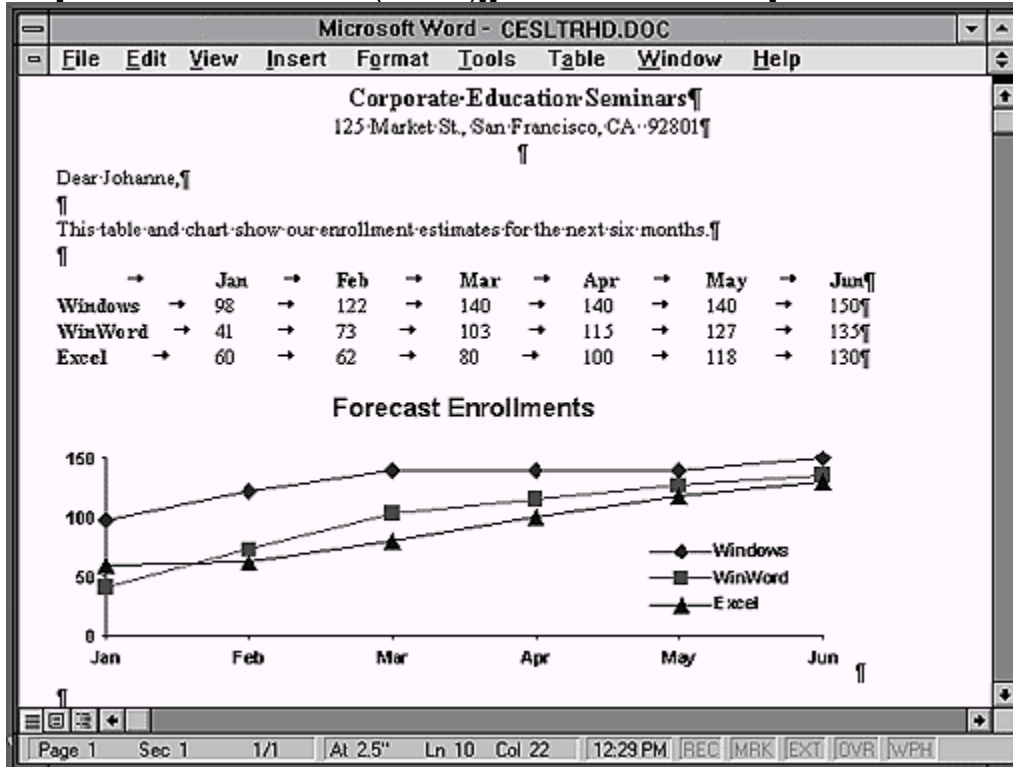 Microsoft Word - CESLTRHD.DOC
File Edit View Insert Format Tools Table Window Help
Corporate·Education·Seminars¶
125·Market·St.,·San·Francisco,·CA··92801¶
¶
Dear·Johanne,¶
¶
This·table·and·chart·show·our·enrollment·estimates·for·the·next·six·months.¶
¶
→ Jan → Feb → Mar → Apr → May → Jun¶
Windows → 98 → 122 → 140 → 140 → 140 → 150¶
WinWord → 41 → 73 → 103 → 115 → 127 → 135¶
Excel → 60 → 62 → 80 → 100 → 118 → 130¶
Forecast Enrollments
150
100
50
0
Windows
WinWord
Excel
Jan Feb Mar Apr May Jun ¶
¶
Page 1 Sec 1 1/1 At 2.5" Ln 10 Col 22 12:29 PM REC MRK EXT OVR WPH